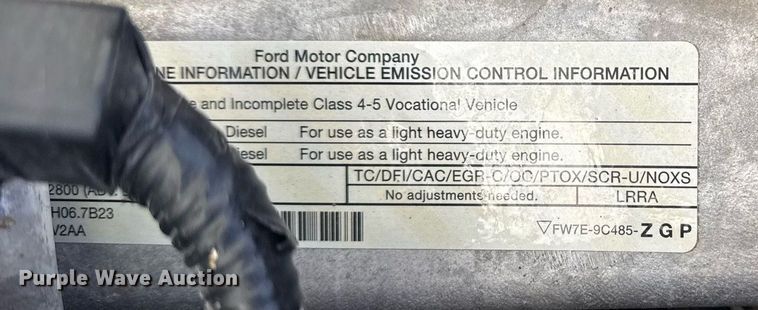 Ford Motor Company
NE INFORMATION / VEHICLE EMISSION CONTROL INFORMATION
e and Incomplete Class 4-5 Vocational Vehicle
Diesel For use as a light heavy-duty engine.
esel For use as a light heavy-duty engine.
TC/DFI/CAC/EGR-C/OC/PTOX/SCR-U/NOXS
2800 No adjustments needed. LRRA
H06.7B23
V2AA
▽FW7E-9C485-ZGP
Purple Wave Auction